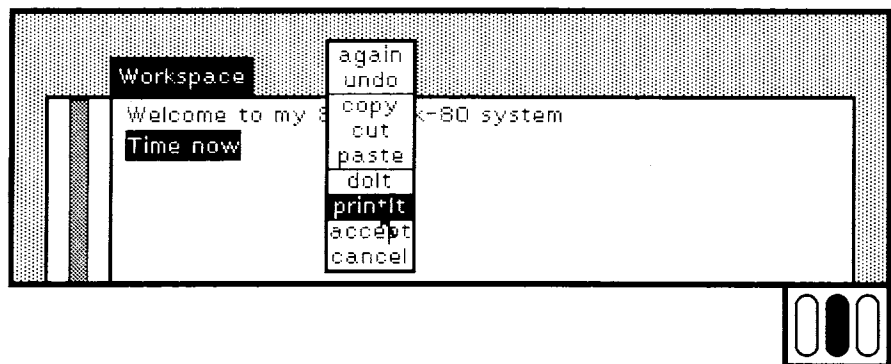 Workspace
Welcome to my k-80 system
Time now
again
undo
copy
cut
paste
doIt
printIt
accept
cancel